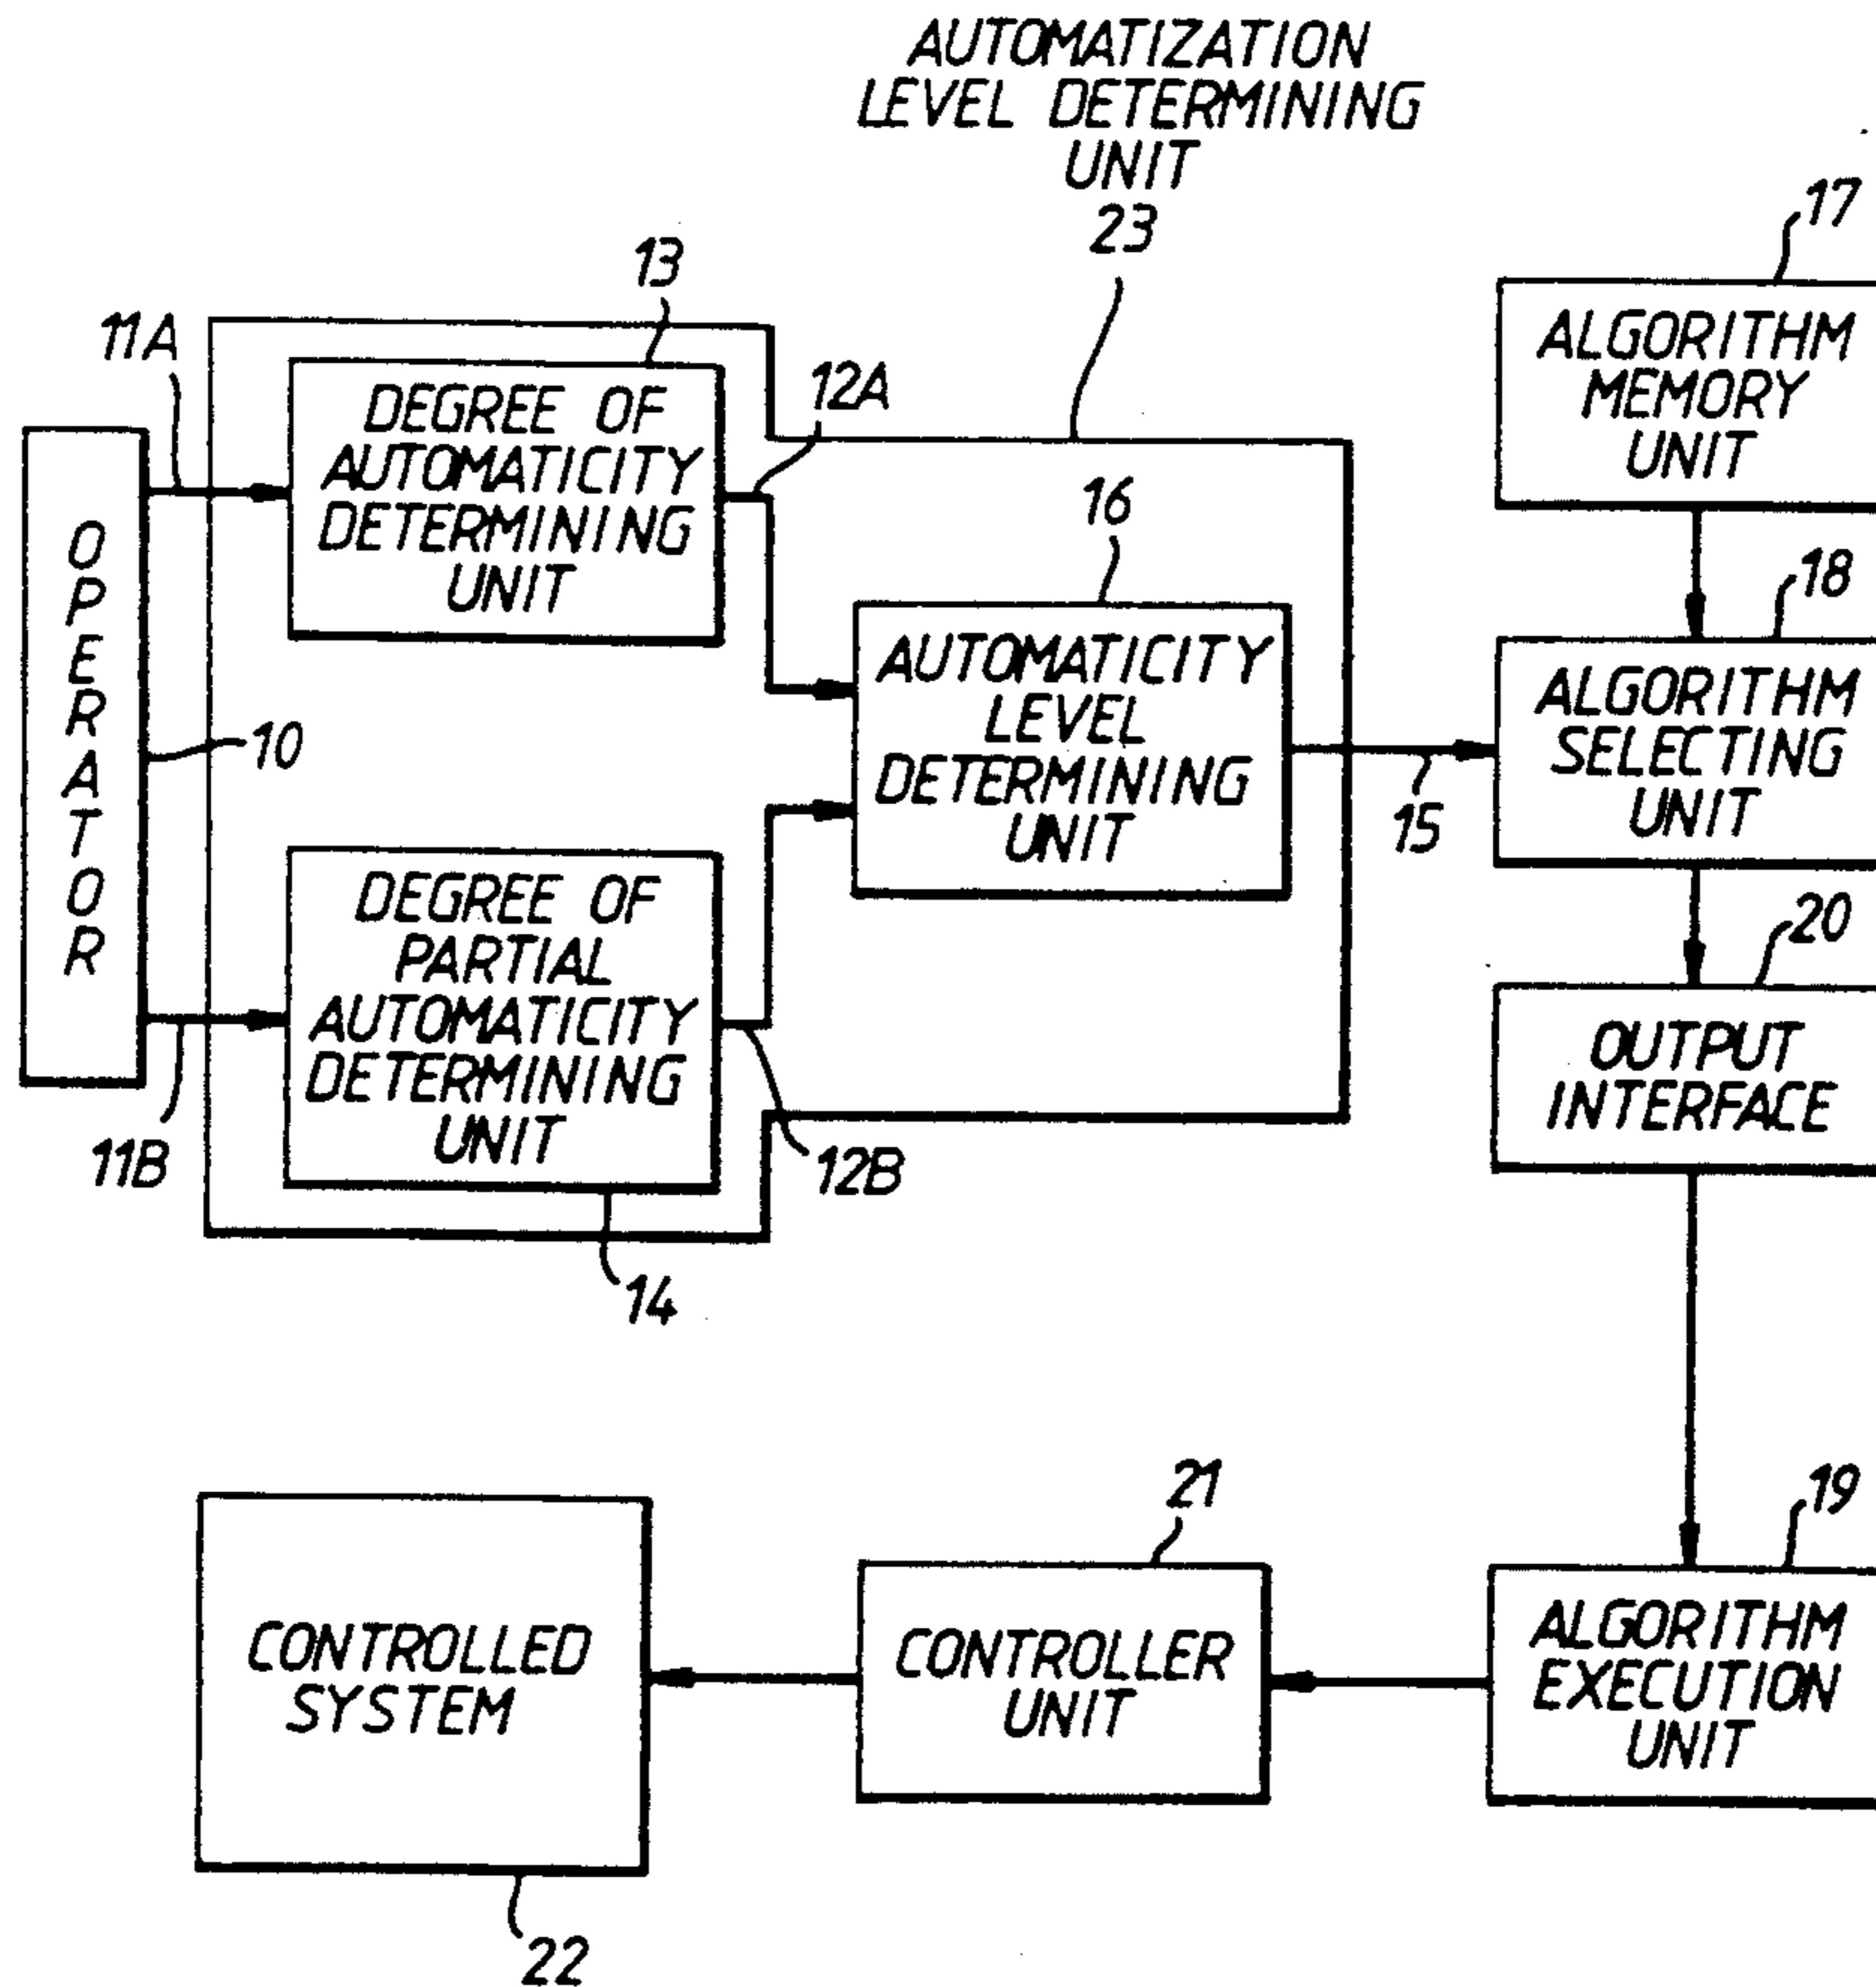 AUTOMATIZATION
LEVEL DETERMINING
UNIT
23
17
13
11A
12A
DEGREE OF
AUTOMATICITY
DETERMINING
UNIT
ALGORITHM
MEMORY
UNIT
OPERATOR
10
16
18
AUTOMATICITY
LEVEL
DETERMINING
UNIT
ALGORITHM
SELECTING
UNIT
15
DEGREE OF
PARTIAL
AUTOMATICITY
DETERMINING
UNIT
11B
12B
14
20
OUTPUT
INTERFACE
21
19
CONTROLLED
SYSTEM
CONTROLLER
UNIT
ALGORITHM
EXECUTION
UNIT
22